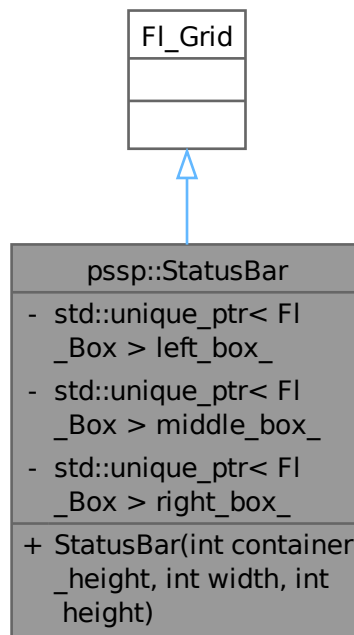 Fl_Grid
pssp::StatusBar
- std::unique_ptr< Fl
_Box > left_box_
- std::unique_ptr< Fl
_Box > middle_box_
- std::unique_ptr< Fl
_Box > right_box_
+ StatusBar(int container
_height, int width, int
height)